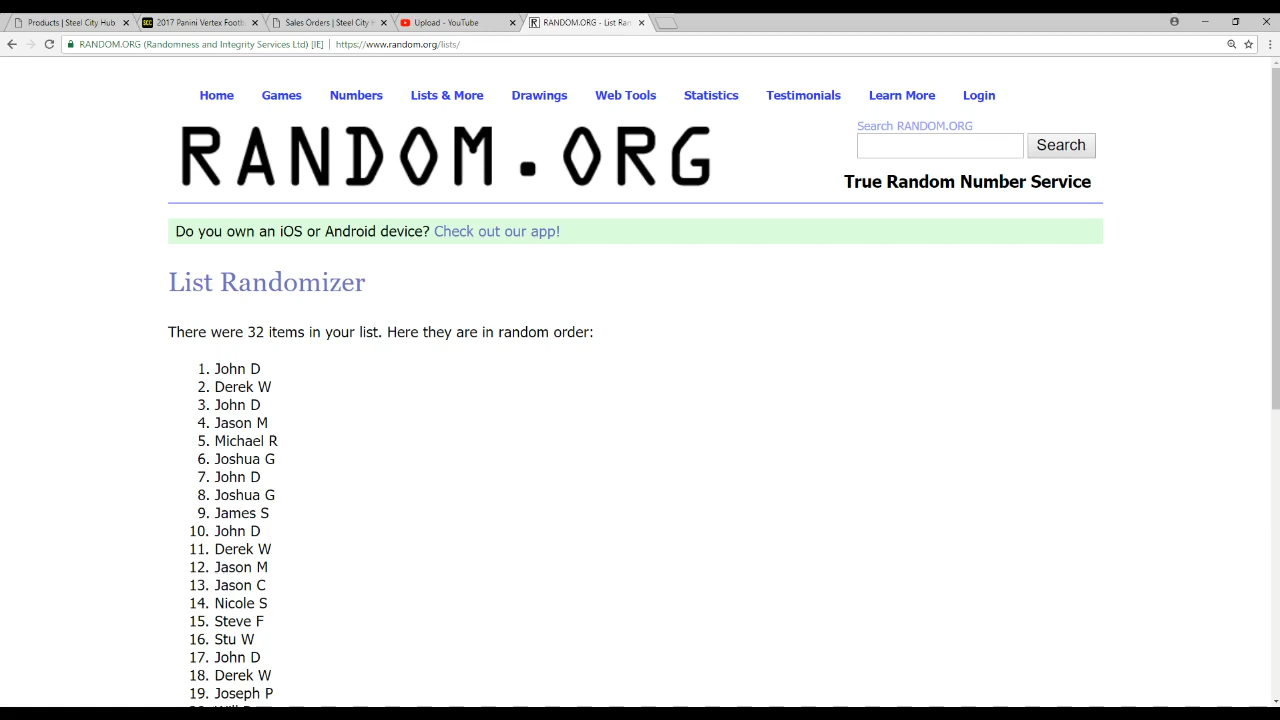 Products | Steel City Hub
2017 Panini Vertex Footb
Sales Orders | Steel City H
Upload - YouTube
RANDOM.ORG - List Ran
RANDOM.ORG (Randomness and Integrity Services Ltd) [IE] https://www.random.org/lists/
Home Games Numbers Lists & More Drawings Web Tools Statistics Testimonials Learn More Login
RANDOM.ORG
Search RANDOM.ORG
Search
True Random Number Service
Do you own an iOS or Android device? Check out our app!
List Randomizer
There were 32 items in your list. Here they are in random order:
1. John D
2. Derek W
3. John D
4. Jason M
5. Michael R
6. Joshua G
7. John D
8. Joshua G
9. James S
10. John D
11. Derek W
12. Jason M
13. Jason C
14. Nicole S
15. Steve F
16. Stu W
17. John D
18. Derek W
19. Joseph P